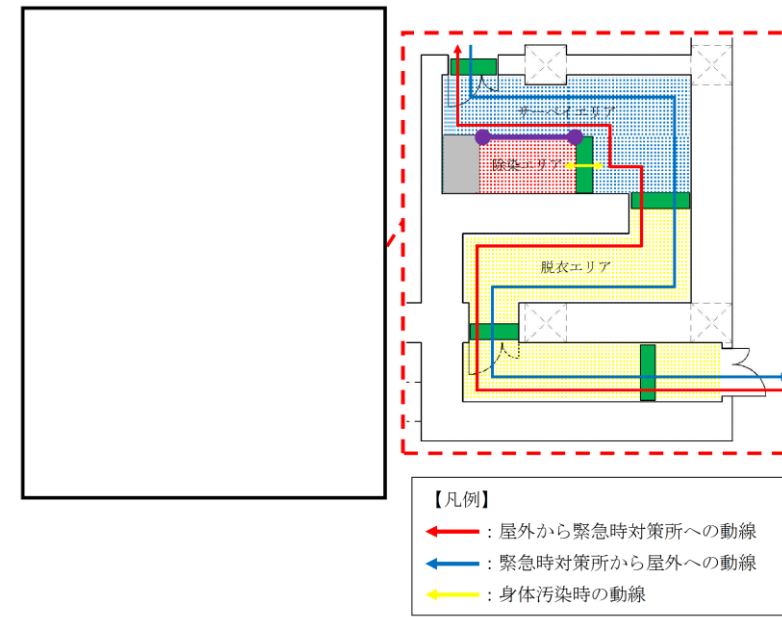 サーベイエリア
除染エリア
脱衣エリア
【凡例】
：屋外から緊急時対策所への動線
：緊急時対策所から屋外への動線
：身体汚染時の動線